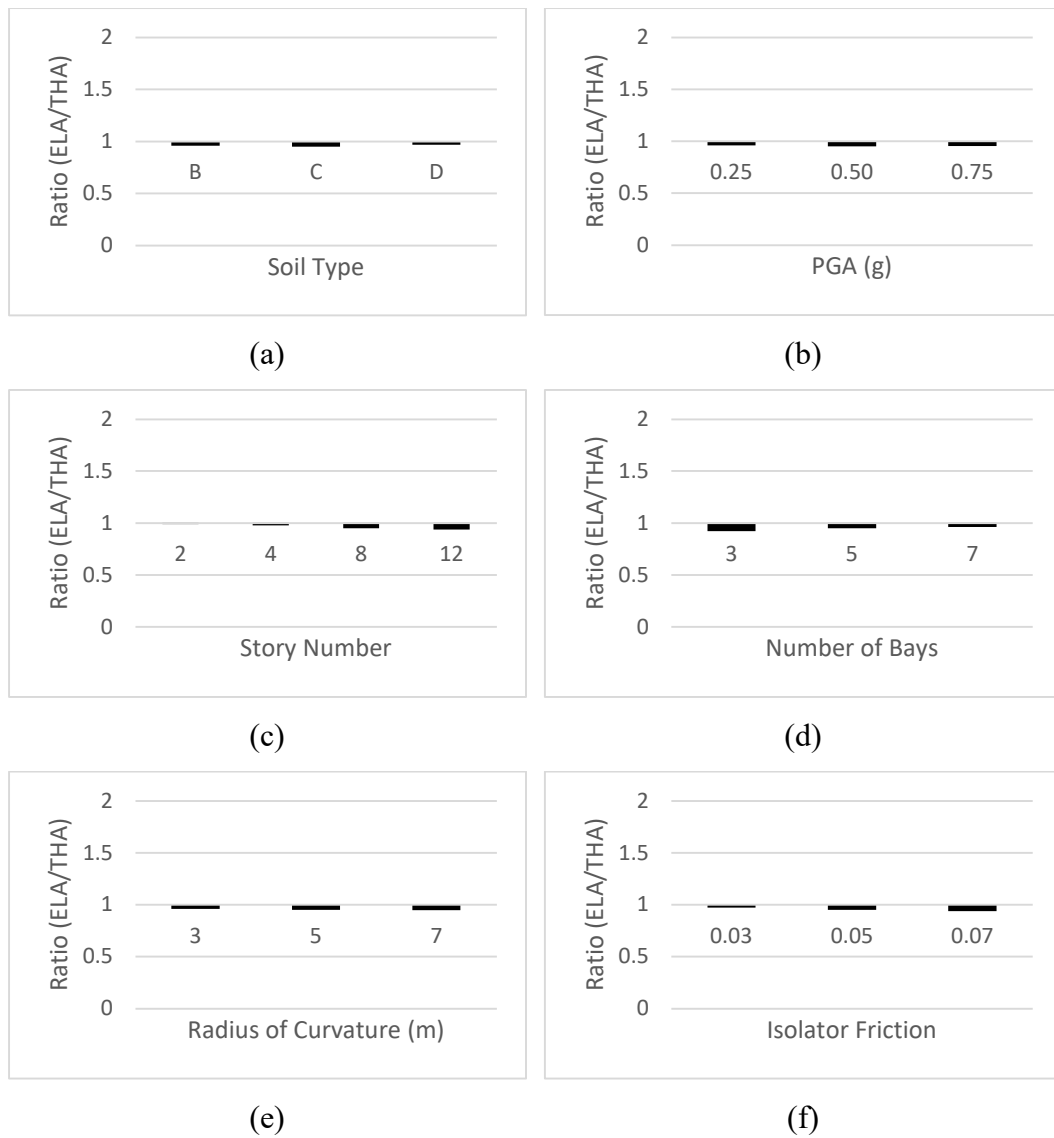 2
1.5
1
0.5
0
Ratio (ELA/THA)
B C D
Soil Type
(a)
2
1.5
1
0.5
0
Ratio (ELA/THA)
0.25 0.50 0.75
PGA (g)
(b)
2
1.5
1
0.5
0
Ratio (ELA/THA)
2 4 8 12
Story Number
(c)
2
1.5
1
0.5
0
Ratio (ELA/THA)
3 5 7
Number of Bays
(d)
2
1.5
1
0.5
0
Ratio (ELA/THA)
3 5 7
Radius of Curvature (m)
(e)
2
1.5
1
0.5
0
Ratio (ELA/THA)
0.03 0.05 0.07
Isolator Friction
(f)